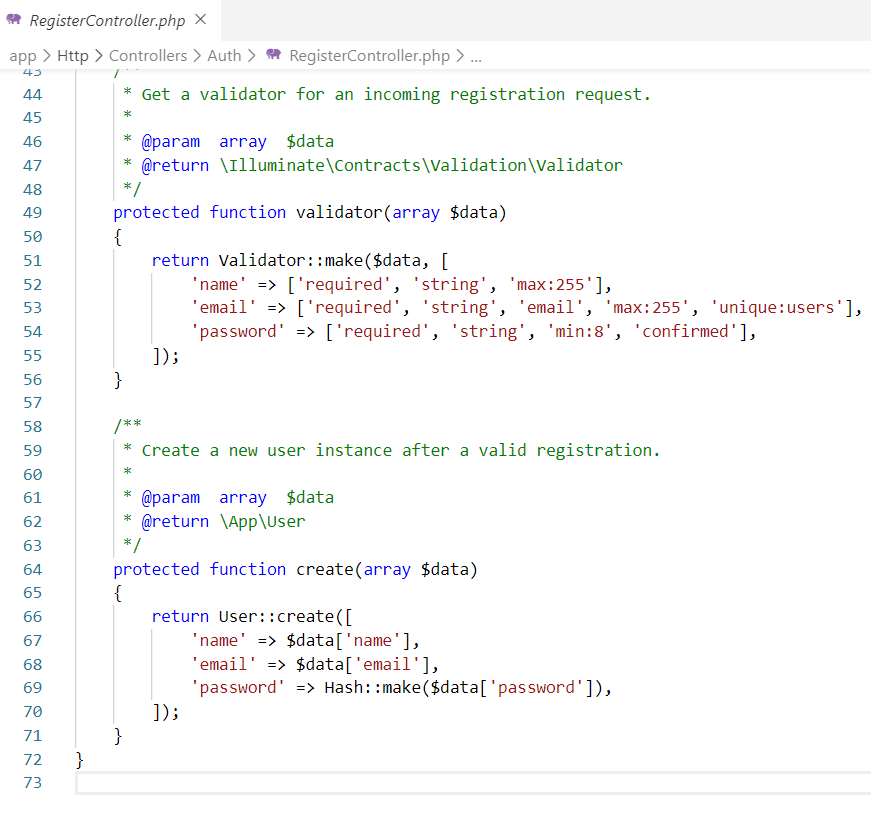 RegisterController.php ×
app > Http > Controllers > Auth > RegisterController.php > ...
43 /**
44 * Get a validator for an incoming registration request.
45 *
46 * @param  array  $data
47 * @return \Illuminate\Contracts\Validation\Validator
48 */
49 protected function validator(array $data)
50 {
51 return Validator::make($data, [
52 'name' => ['required', 'string', 'max:255'],
53 'email' => ['required', 'string', 'email', 'max:255', 'unique:users'],
54 'password' => ['required', 'string', 'min:8', 'confirmed'],
55 ]);
56 }
57
58 /**
59 * Create a new user instance after a valid registration.
60 *
61 * @param  array  $data
62 * @return \App\User
63 */
64 protected function create(array $data)
65 {
66 return User::create([
67 'name' => $data['name'],
68 'email' => $data['email'],
69 'password' => Hash::make($data['password']),
70 ]);
71 }
72 }
73